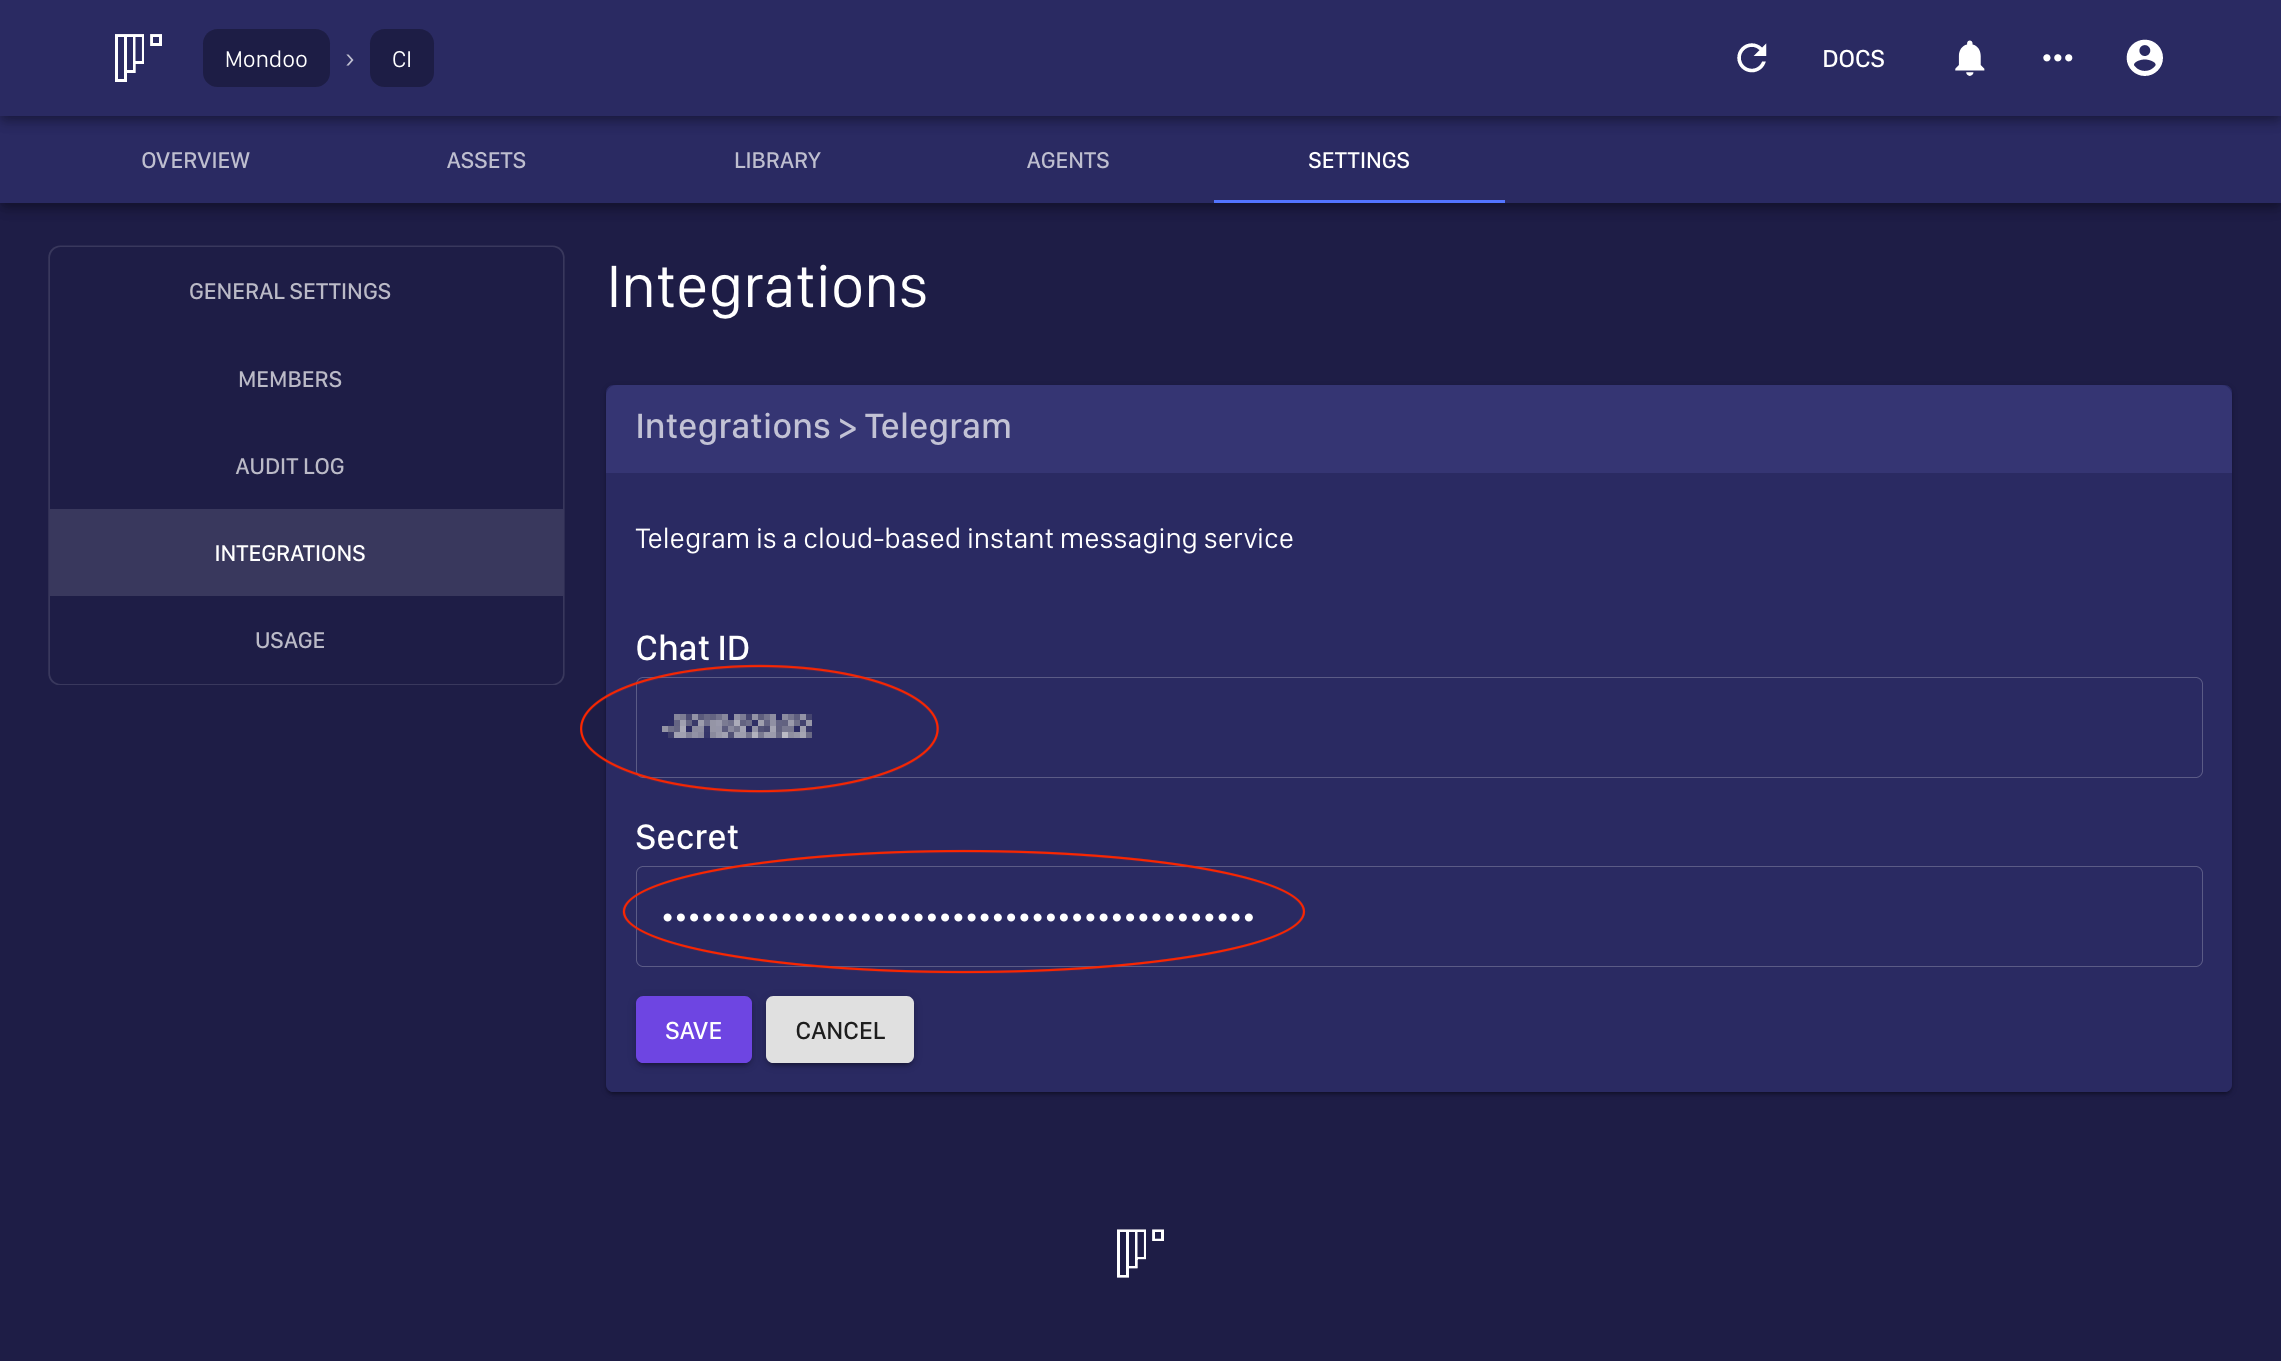 Mondoo › CI
DOCS
OVERVIEW
ASSETS
LIBRARY
AGENTS
SETTINGS
GENERAL SETTINGS
MEMBERS
AUDIT LOG
INTEGRATIONS
USAGE
Integrations
Integrations > Telegram
Telegram is a cloud-based instant messaging service
Chat ID
Secret
SAVE
CANCEL